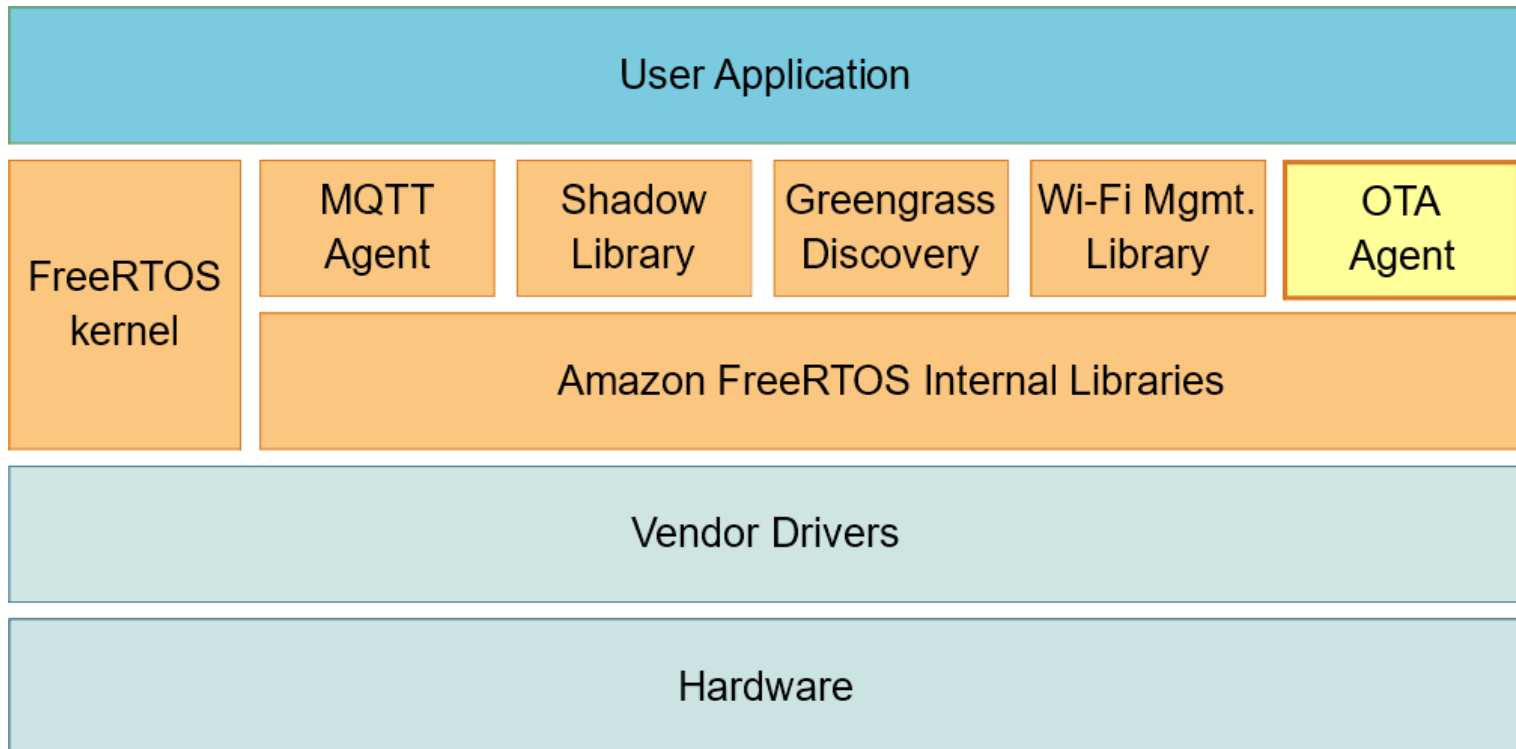 User Application
FreeRTOS
kernel
MQTT
Agent
Shadow
Library
Greengrass
Discovery
Wi-Fi Mgmt.
Library
OTA
Agent
Amazon FreeRTOS Internal Libraries
Vendor Drivers
Hardware